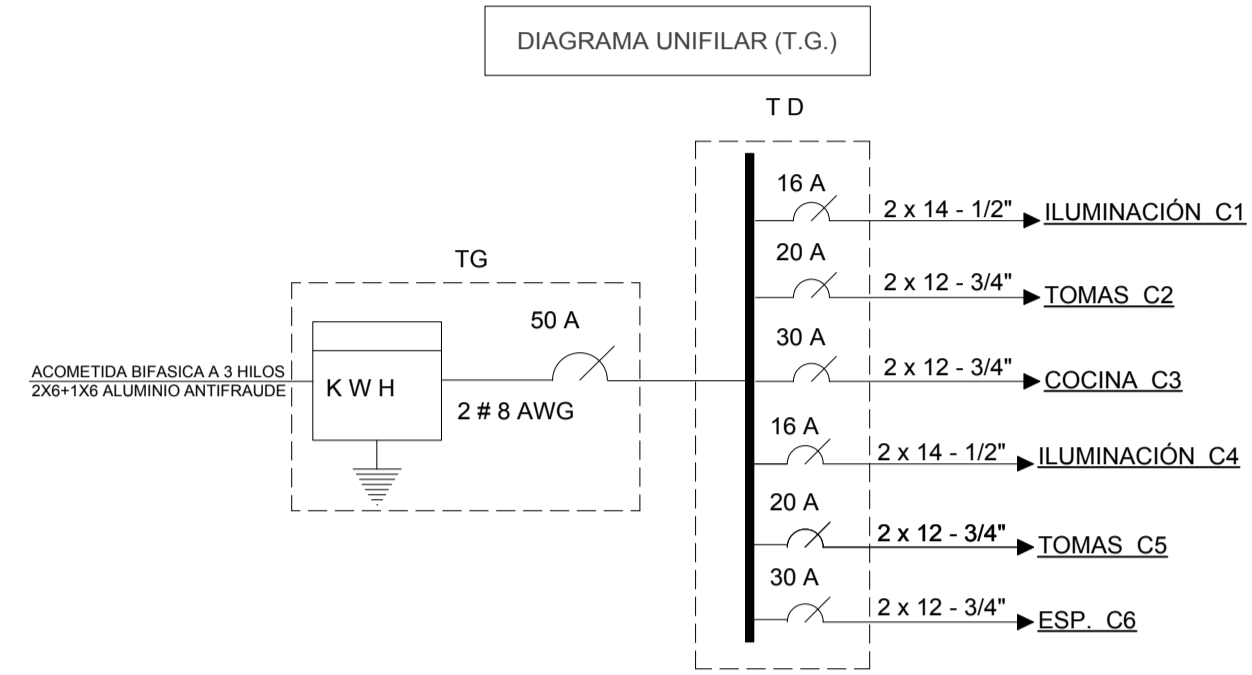 DIAGRAMA UNIFILAR (T.G.)
T D
TG
ACOMETIDA BIFASICA A 3 HILOS
2X6+1X6 ALUMINIO ANTIFRAUDE
K W H
2 # 8 AWG
50 A
16 A
2 x 14 - 1/2"
ILUMINACIÓN C1
20 A
2 x 12 - 3/4"
TOMAS C2
30 A
2 x 12 - 3/4"
COCINA C3
16 A
2 x 14 - 1/2"
ILUMINACIÓN C4
20 A
2 x 12 - 3/4"
TOMAS C5
30 A
2 x 12 - 3/4"
ESP. C6